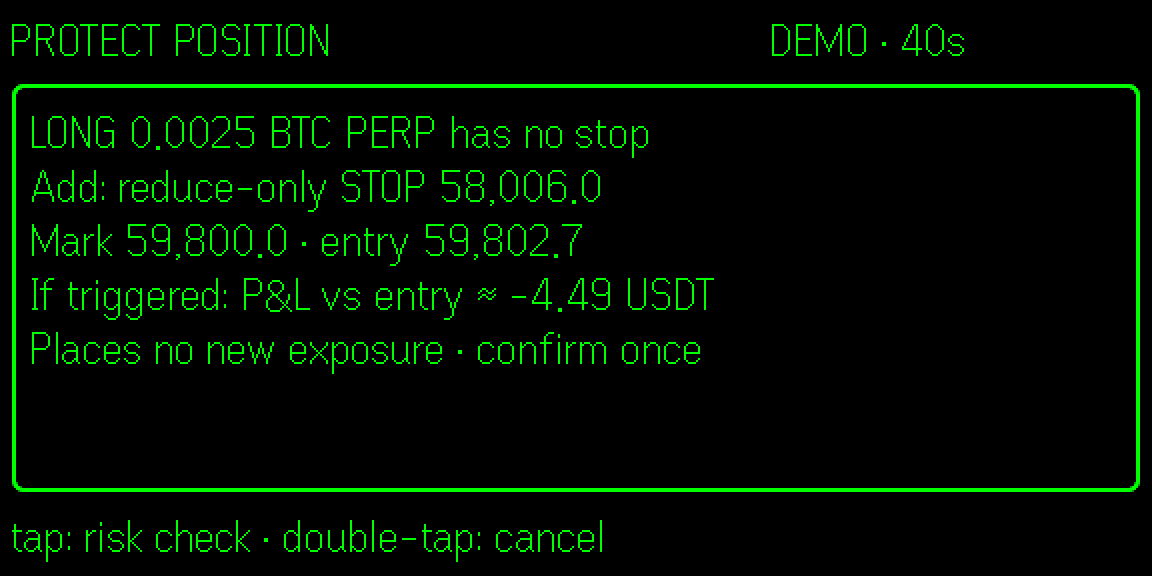 PROTECT POSITION
DEMO · 40s
LONG 0.0025 BTC PERP has no stop
Add: reduce-only STOP 58,006.0
Mark 59,800.0 · entry 59,802.7
If triggered: P&L vs entry ≈ -4.49 USDT
Places no new exposure · confirm once
tap: risk check · double-tap: cancel